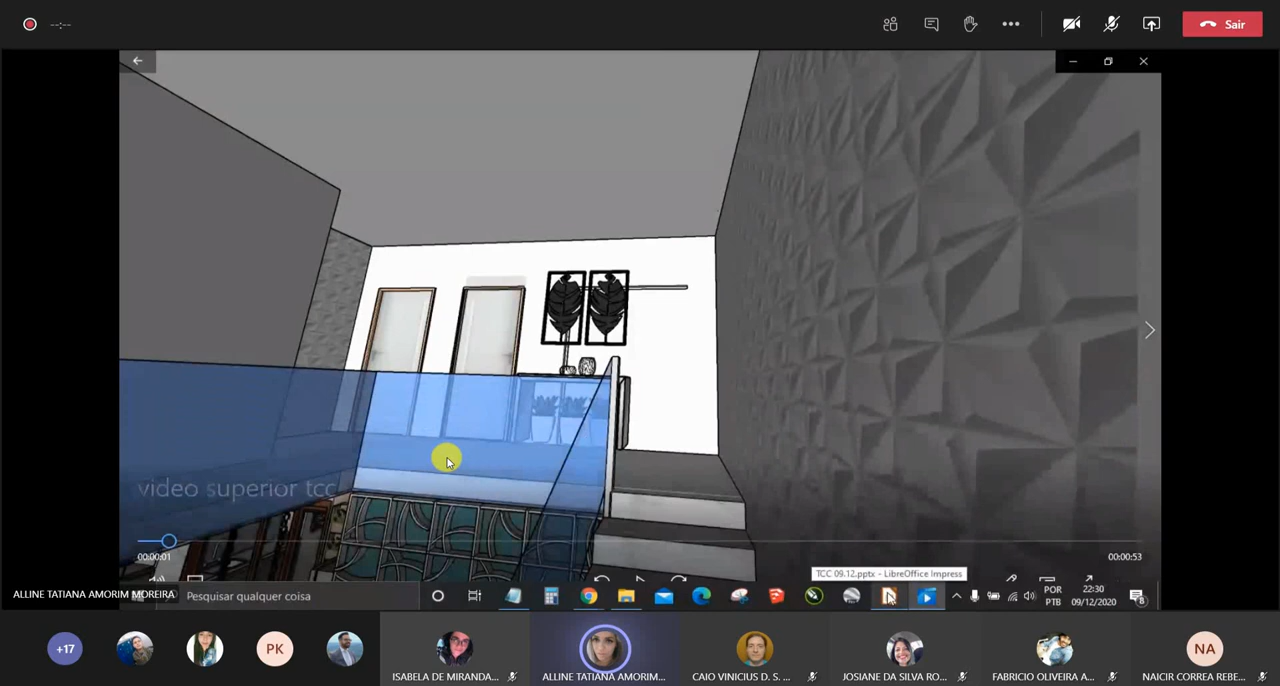 --:--
Sair
video superior tcc
00:00:01
00:00:53
TCC 09.12.pptx - LibreOffice Impress
ALLINE TATIANA AMORIM MOREIRA
Pesquisar qualquer coisa
POR
PTB
22:30
09/12/2020
+17
PK
NA
ISABELA DE MIRANDA...
ALLINE TATIANA AMORIM...
CAIO VINICIUS D. S. ...
JOSIANE DA SILVA RO...
FABRICIO OLIVEIRA A...
NAICIR CORREA REBE...